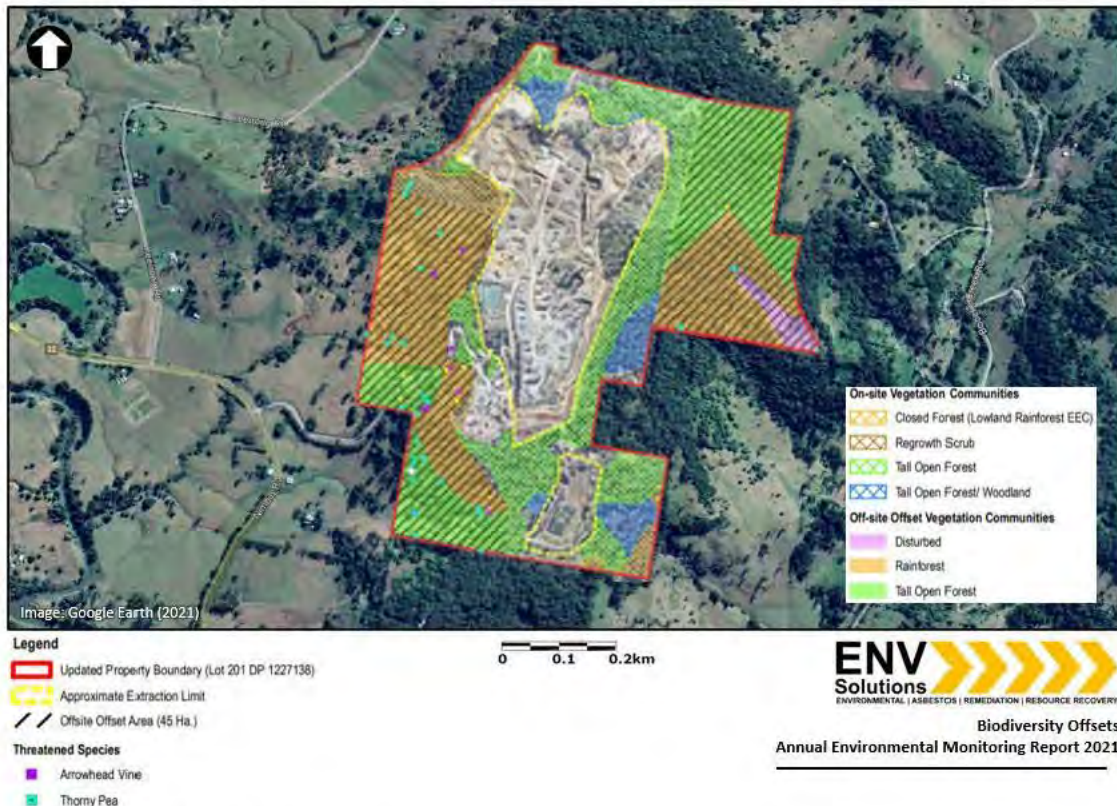 Image: Google Earth (2021)
On-site Vegetation Communities
Closed Forest (Lowland Rainforest EEC)
Regrowth Scrub
Tall Open Forest
Tall Open Forest/ Woodland
Off-site Offset Vegetation Communities
Disturbed
Rainforest
Tall Open Forest
Legend
Updated Property Boundary (Lot 201 DP 1227138)
Approximate Extraction Limit
Offsite Offset Area (45 Ha.)
Threatened Species
Arrowhead Vine
Thorny Pea
0 0.1 0.2km
ENV
Solutions
ENVIRONMENTAL | ASBESTOS | REMEDIATION | RESOURCE RECOVERY
Biodiversity Offsets
Annual Environmental Monitoring Report 2021